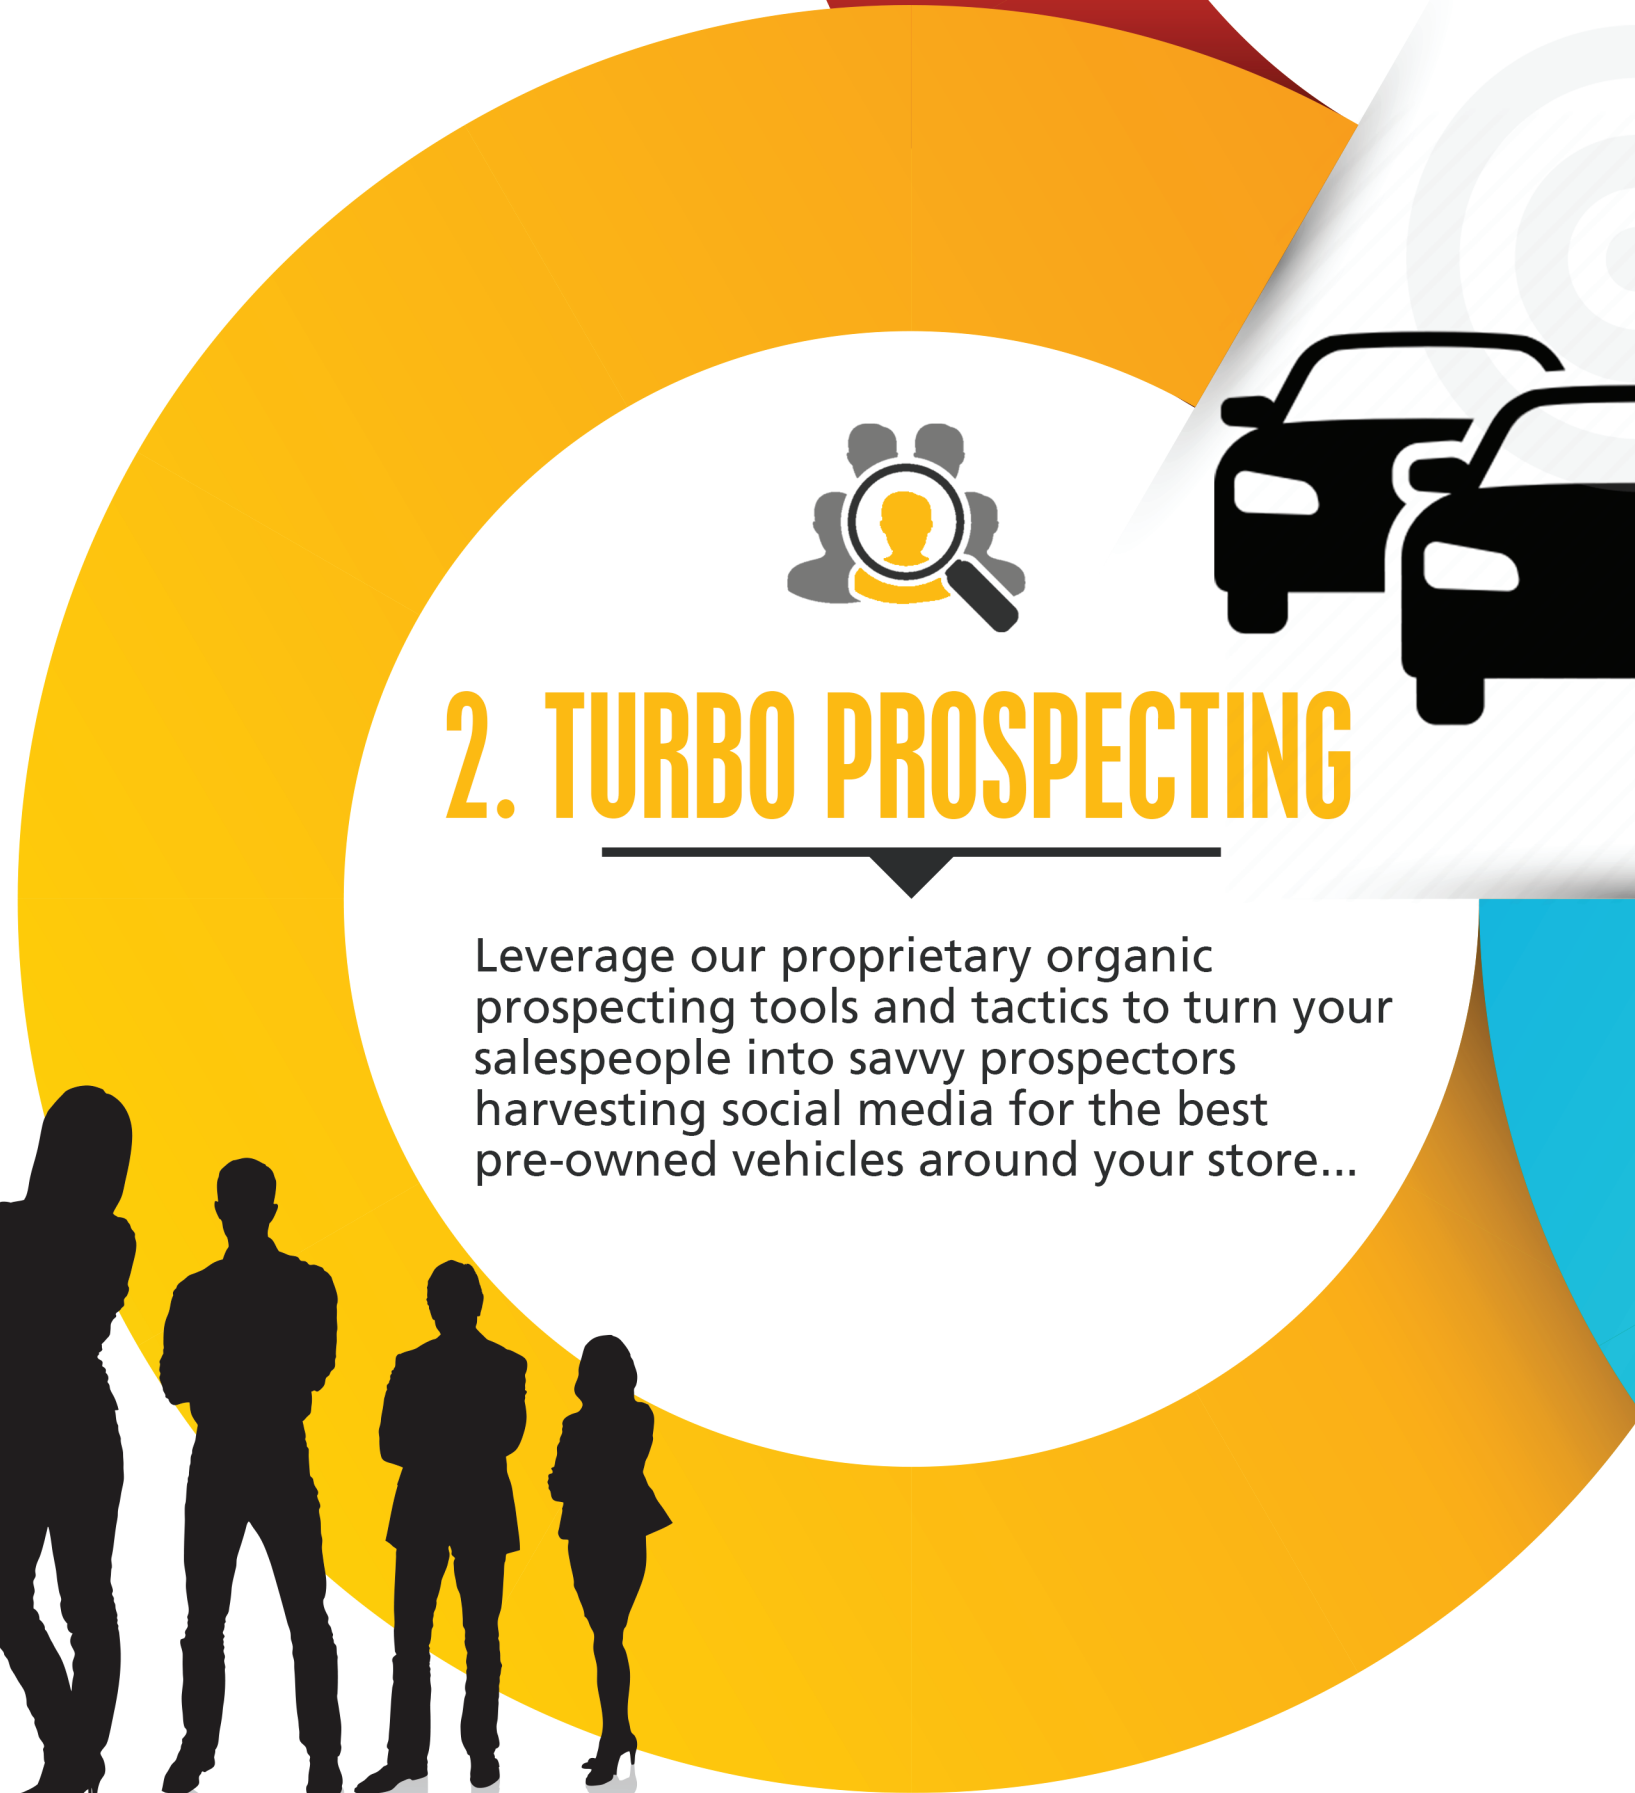 2. TURBO PROSPECTING
Leverage our proprietary organic
prospecting tools and tactics to turn your
salespeople into savvy prospectors
harvesting social media for the best
pre-owned vehicles around your store...